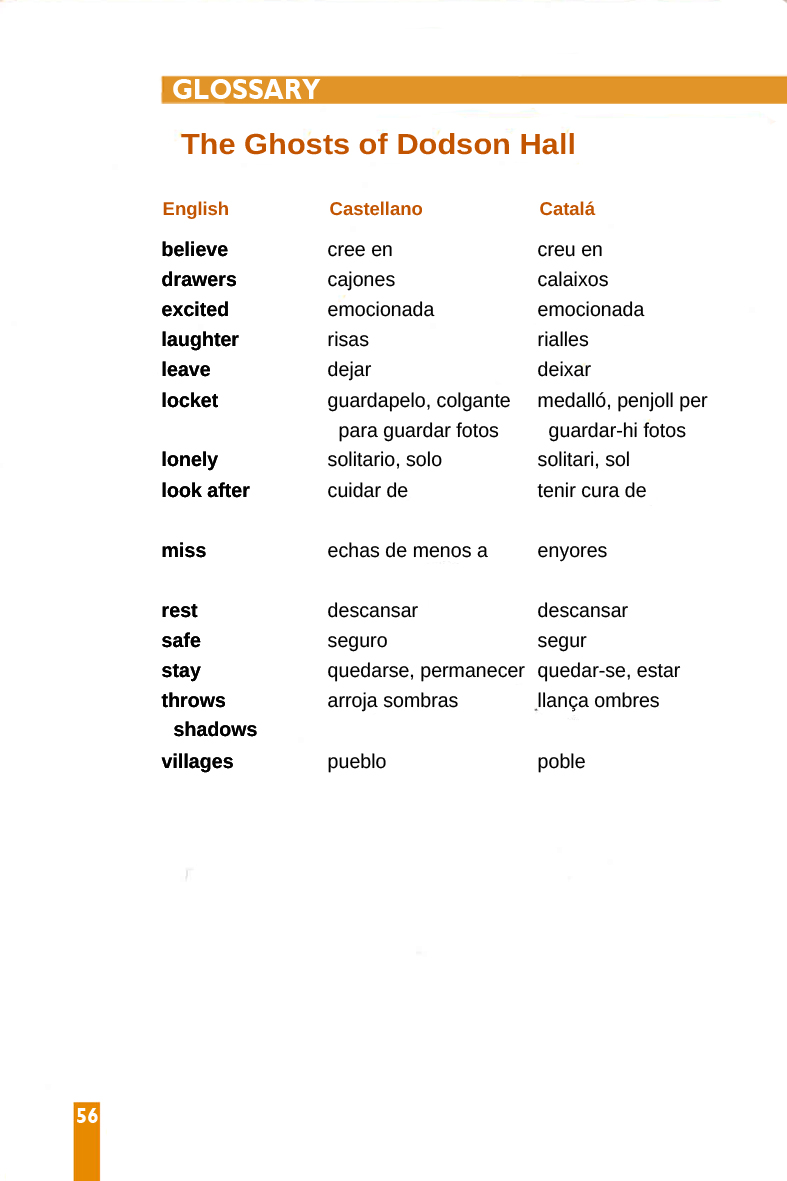 GLOSSARY
The Ghosts of Dodson Hall
English Castellano Catalá
believe cree en creu en
drawers cajones calaixos
excited emocionada emocionada
laughter risas rialles
leave dejar deixar
locket guardapelo, colgante medalló, penjoll per
para guardar fotos guardar-hi fotos
lonely solitario, solo solitari, sol
look after cuidar de tenir cura de
miss echas de menos a enyores
rest descansar descansar
safe seguro segur
stay quedarse, permanecer quedar-se, estar
throws arroja sombras llança ombres
shadows
villages pueblo poble
56